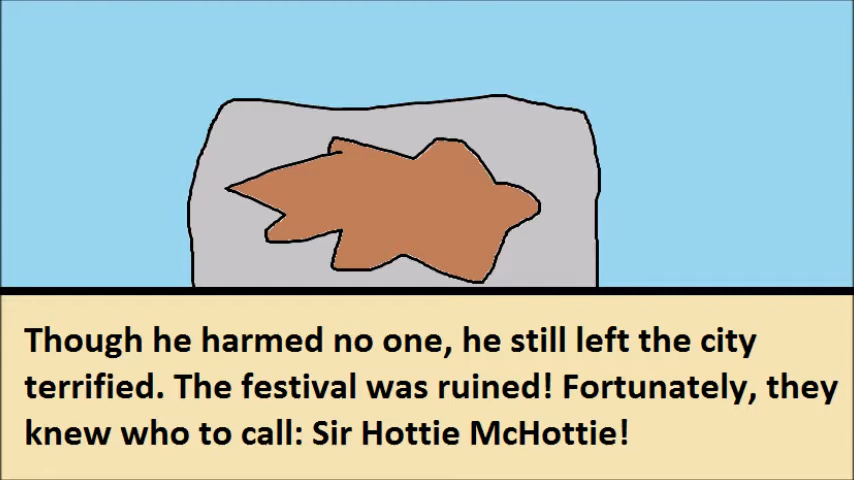 Though he harmed no one, he still left the city
terrified. The festival was ruined! Fortunately, they
knew who to call: Sir Hottie McHottie!